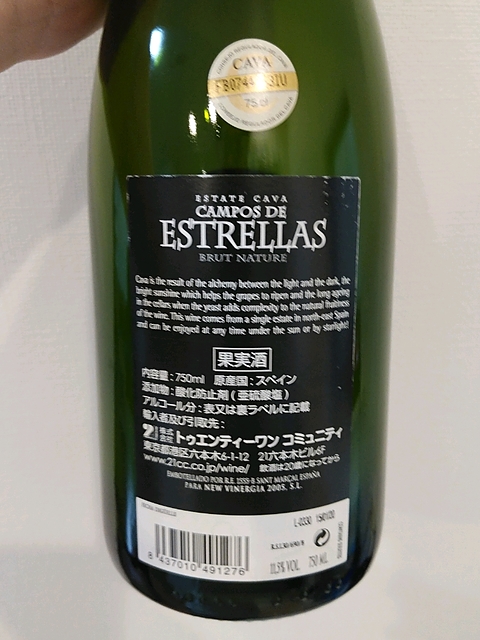 CAVA
75 cl
ESTATE CAVA
CAMPOS DE
ESTRELLAS
BRUT NATURE
Cava is the result of the alchemy between the light and the dark, the
bright sunshine which helps the grapes to ripen and the long ageing
in the cellars when the yeast adds complexity to the natural fruitness
of the wine. This wine comes from a single estate in north-east Spain
and can be enjoyed at any time under the sun or by starlight!
果実酒
内容量:750ml 原産国:スペイン
添加物:酸化防止剤(亜硫酸塩)
アルコール分:表又は裏ラベルに記載
輸入者及び引取先:
株式会社 トゥエンティーワン コミュニティ
東京都港区六本木6-1-12 21六本木ビル6F
www.21cc.co.jp/wine/ 飲酒は20歳になってから
EMBOTELLADO POR R.E. 1555-B SANT MARÇAL ESPAÑA
PARA NEW VINERGIA 2005, S.L.
L-0330
11,5% VOL 750 ML
8 437010 491276